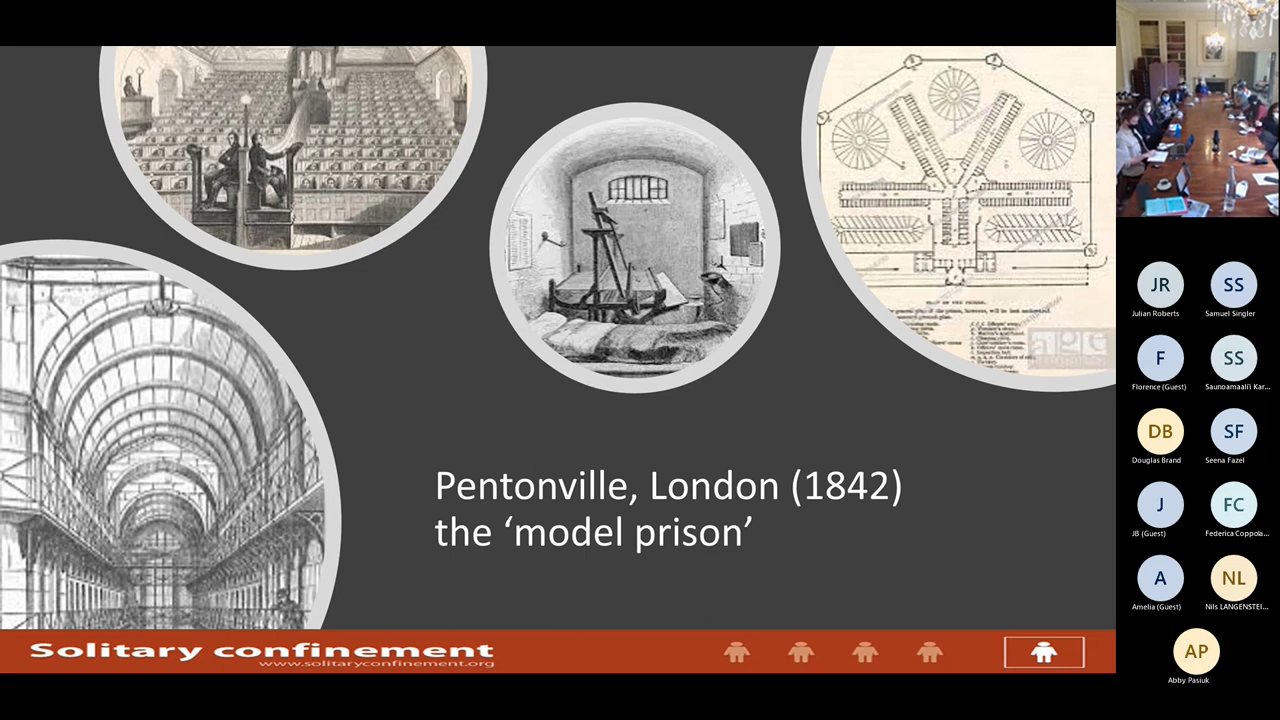 Pentonville, London (1842)
the ‘model prison’
Solitary confinement
www.solitaryconfinement.org
JR
Julian Roberts
SS
Samuel Singler
F
Florence (Guest)
SS
Saunoamaali'i Kar...
DB
Douglas Brand
SF
Seena Fazel
J
JB (Guest)
FC
Federica Coppola...
A
Amelia (Guest)
NL
Nils LANGENSTEI...
AP
Abby Pasiuk